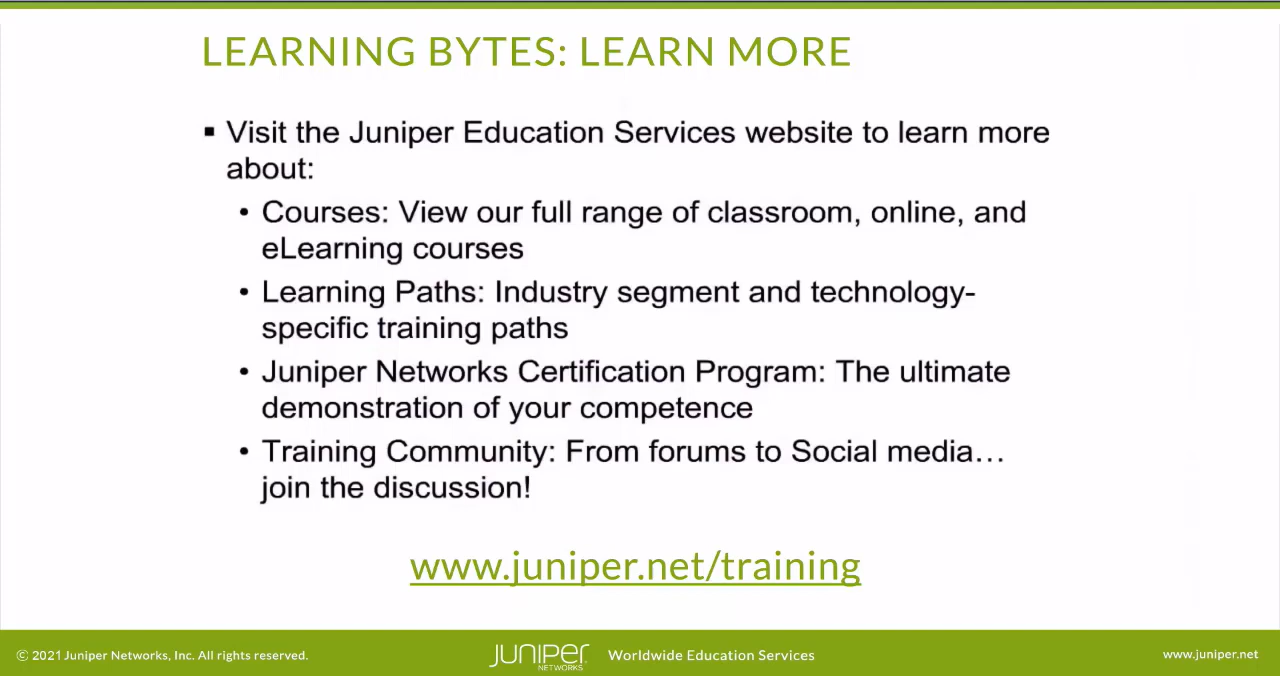 LEARNING BYTES: LEARN MORE
▪ Visit the Juniper Education Services website to learn more
about:
• Courses: View our full range of classroom, online, and
eLearning courses
• Learning Paths: Industry segment and technology-
specific training paths
• Juniper Networks Certification Program: The ultimate
demonstration of your competence
• Training Community: From forums to Social media…
join the discussion!
www.juniper.net/training
© 2021 Juniper Networks, Inc. All rights reserved.
JUNIPER
NETWORKS
Worldwide Education Services
www.juniper.net